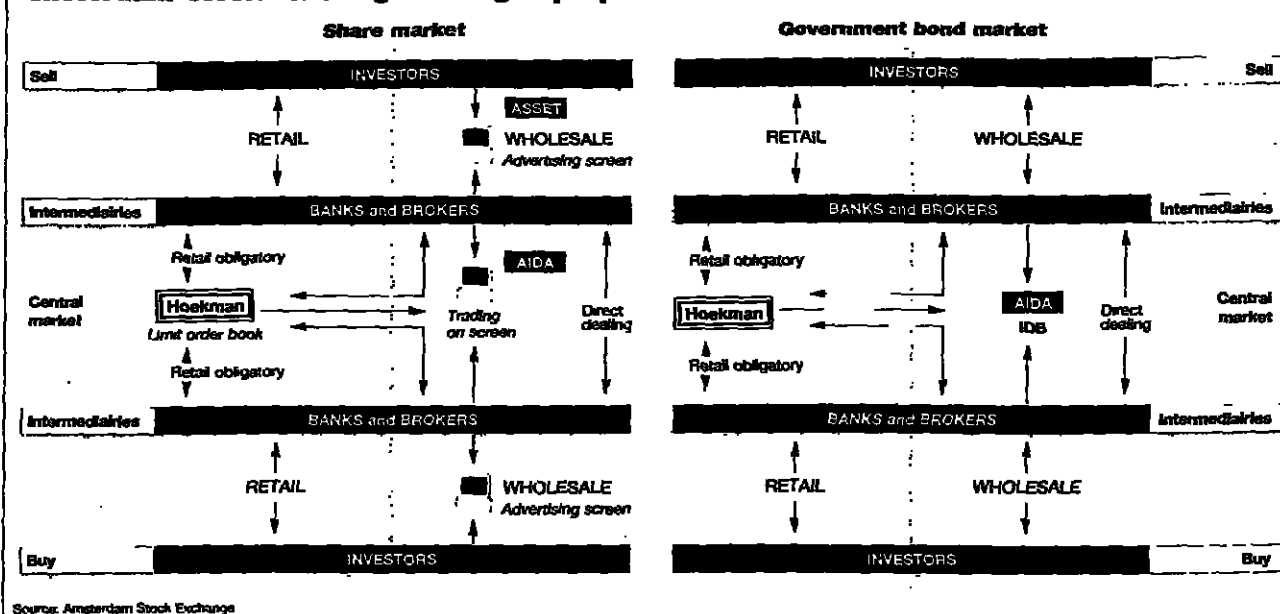 Share market
Sell
INVESTORS
ASSET
RETAIL
WHOLESALE
Advertising screen
Intermediairies
BANKS and BROKERS
Retail obligatory
AIDA
Central
market
Hoekman
Limit order book
Trading
on screen
Direct
dealing
Retail obligatory
Intermediairies
BANKS and BROKERS
RETAIL
WHOLESALE
Advertising screen
Buy
INVESTORS
Government bond market
INVESTORS
Sell
RETAIL
WHOLESALE
BANKS and BROKERS
Intermediairies
Retail obligatory
Hoekman
AIDA
IDB
Direct
dealing
Central
market
Retail obligatory
BANKS and BROKERS
Intermediairies
RETAIL
WHOLESALE
INVESTORS
Buy
Source: Amsterdam Stock Exchange